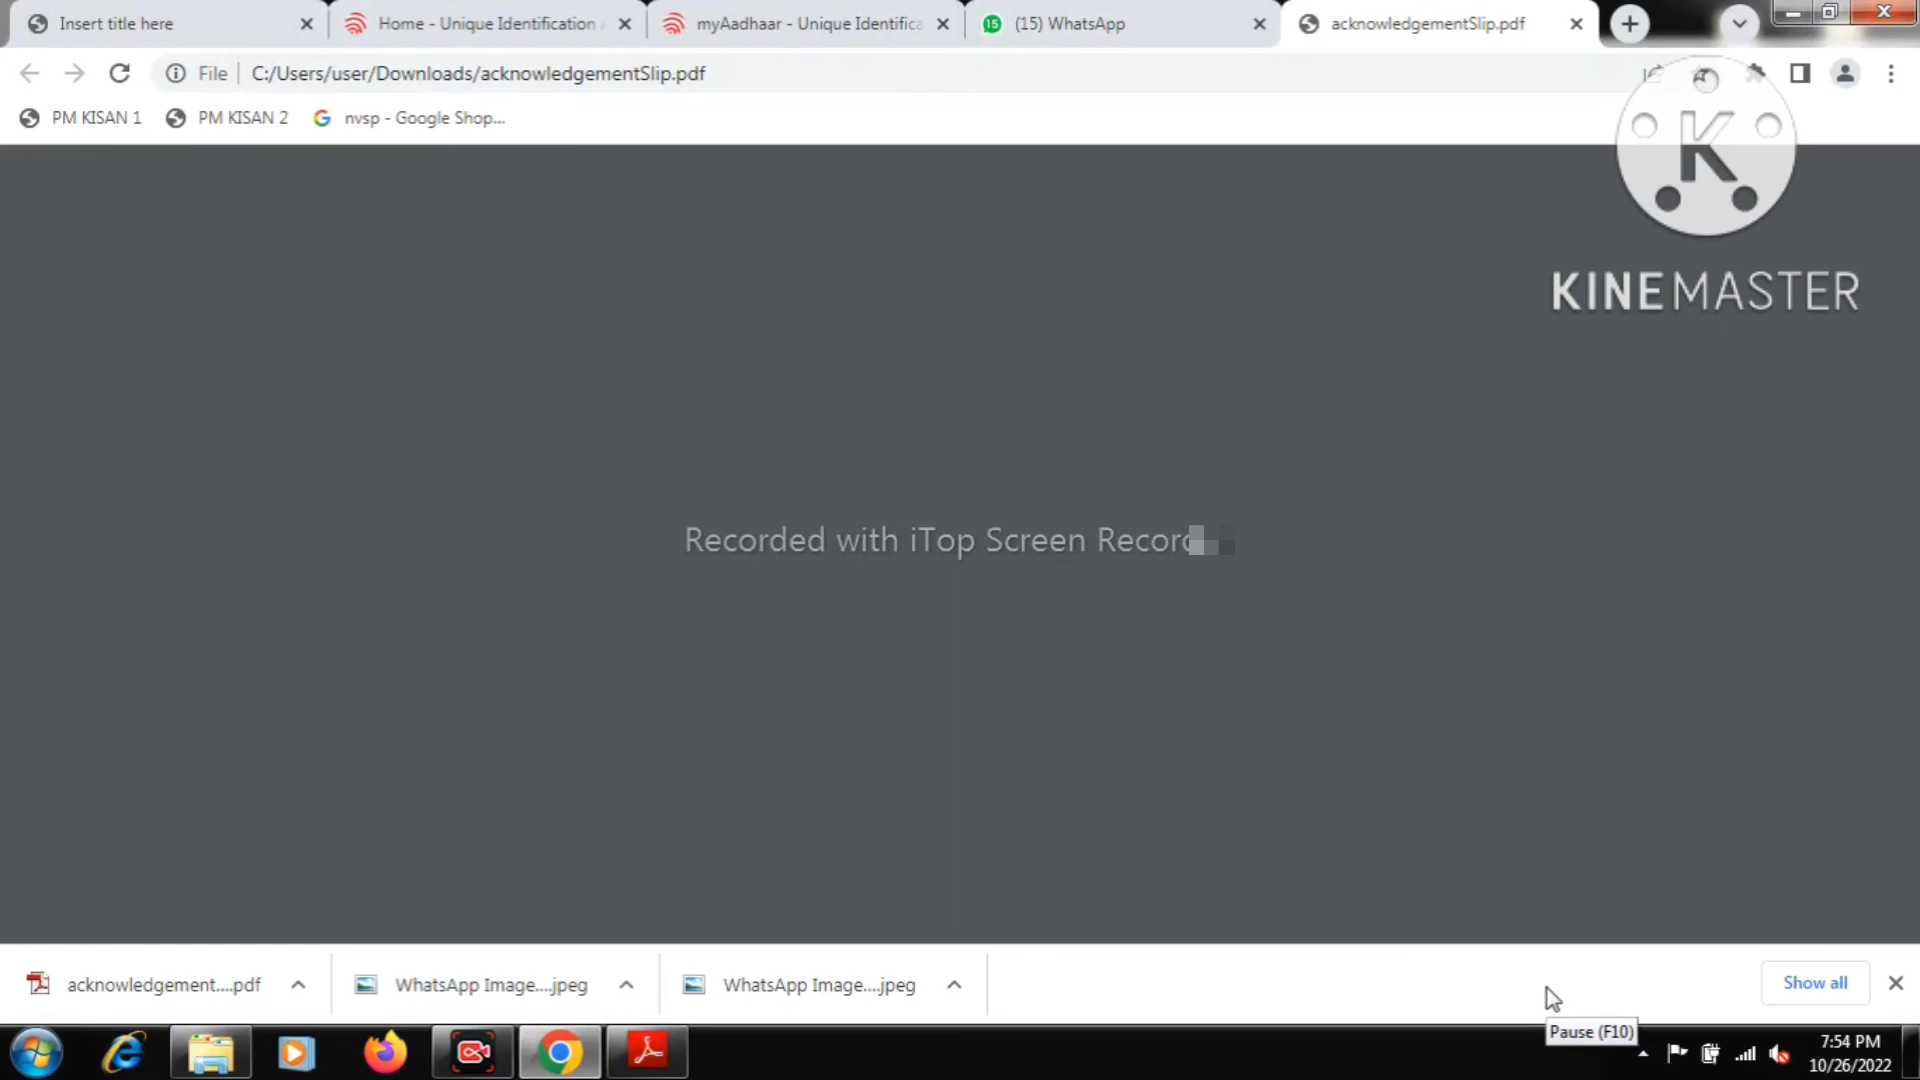 Insert title here
Home - Unique Identification A
myAadhaar - Unique Identifica
15
(15) WhatsApp
acknowledgementSlip.pdf
File
C:/Users/user/Downloads/acknowledgementSlip.pdf
PM KISAN 1
PM KISAN 2
nvsp - Google Shop...
K
KINEMASTER
Recorded with iTop Screen Recor
acknowledgement....pdf
WhatsApp Image....jpeg
WhatsApp Image....jpeg
Show all
Pause (F10)
7:54 PM
10/26/2022